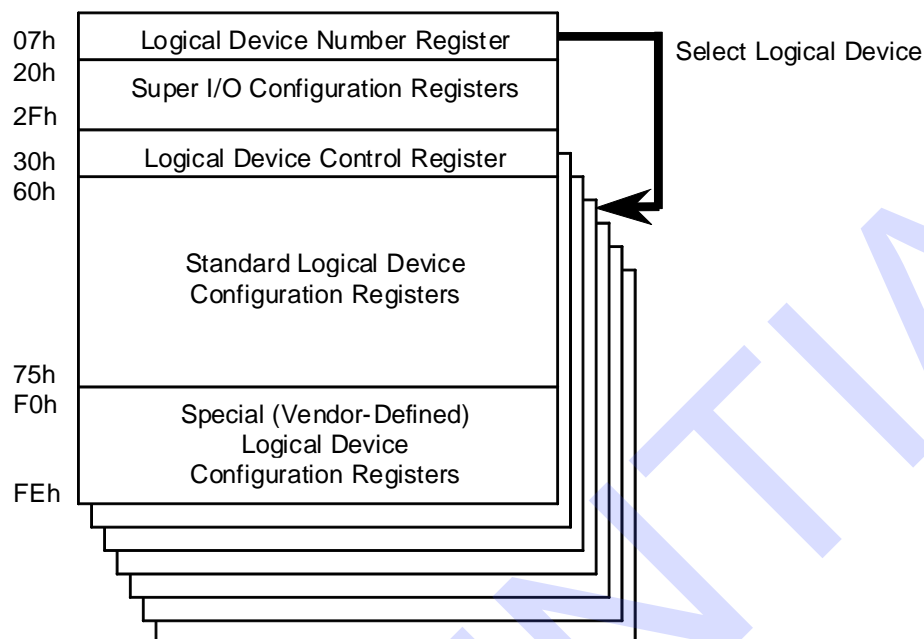 07h
Logical Device Number Register
Select Logical Device
20h
Super I/O Configuration Registers
2Fh
30h
Logical Device Control Register
60h
Standard Logical Device
Configuration Registers
75h
F0h
Special (Vendor-Defined)
Logical Device
Configuration Registers
FEh
NTIA